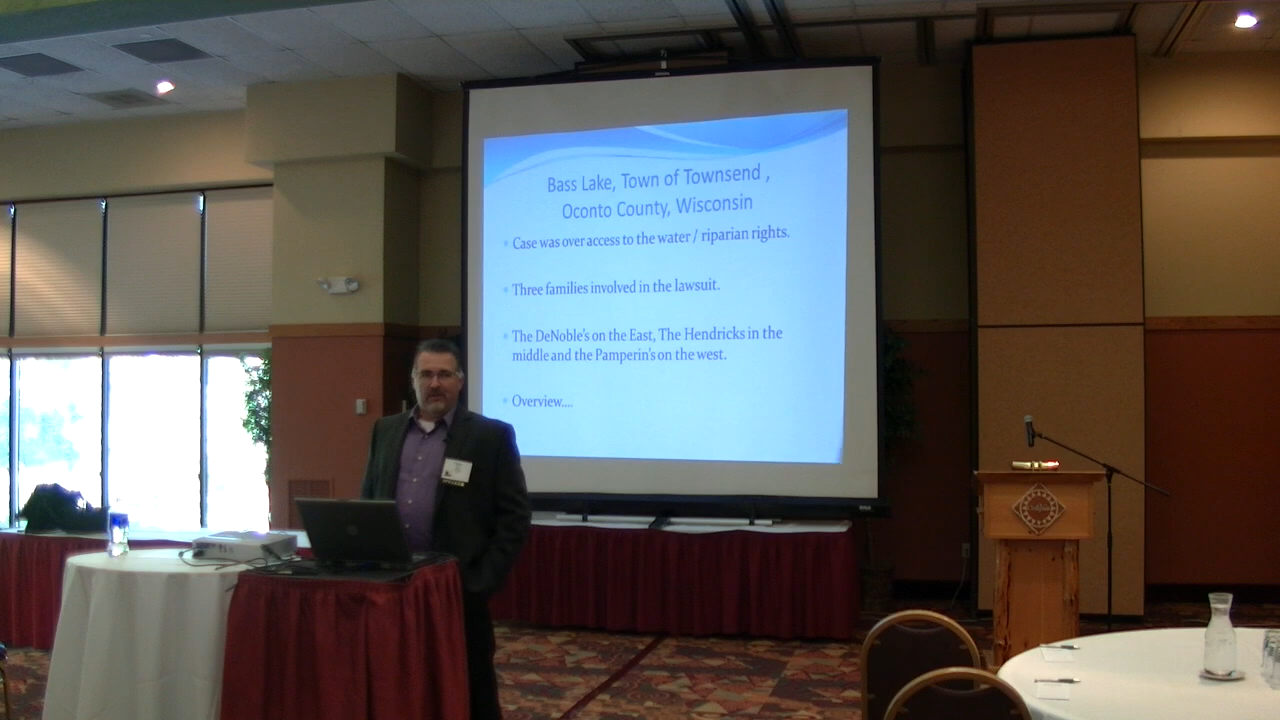 Bass Lake, Town of Townsend ,
Oconto County, Wisconsin
Case was over access to the water / riparian rights.
Three families involved in the lawsuit.
The DeNoble's on the East, The Hendricks in the
middle and the Pamperin's on the west.
Overview....